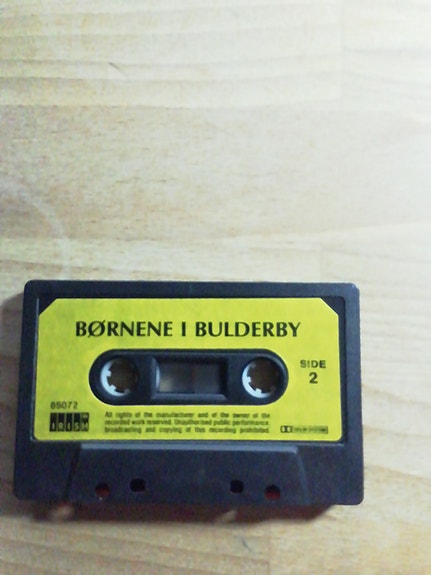 BØRNENE I BULDERBY
SIDE
2
85072
IRISM
All rights of the manufacturer and of the owner of the
recorded work reserved. Unauthorised public performance
broadcasting and copying of this recording prohibited.